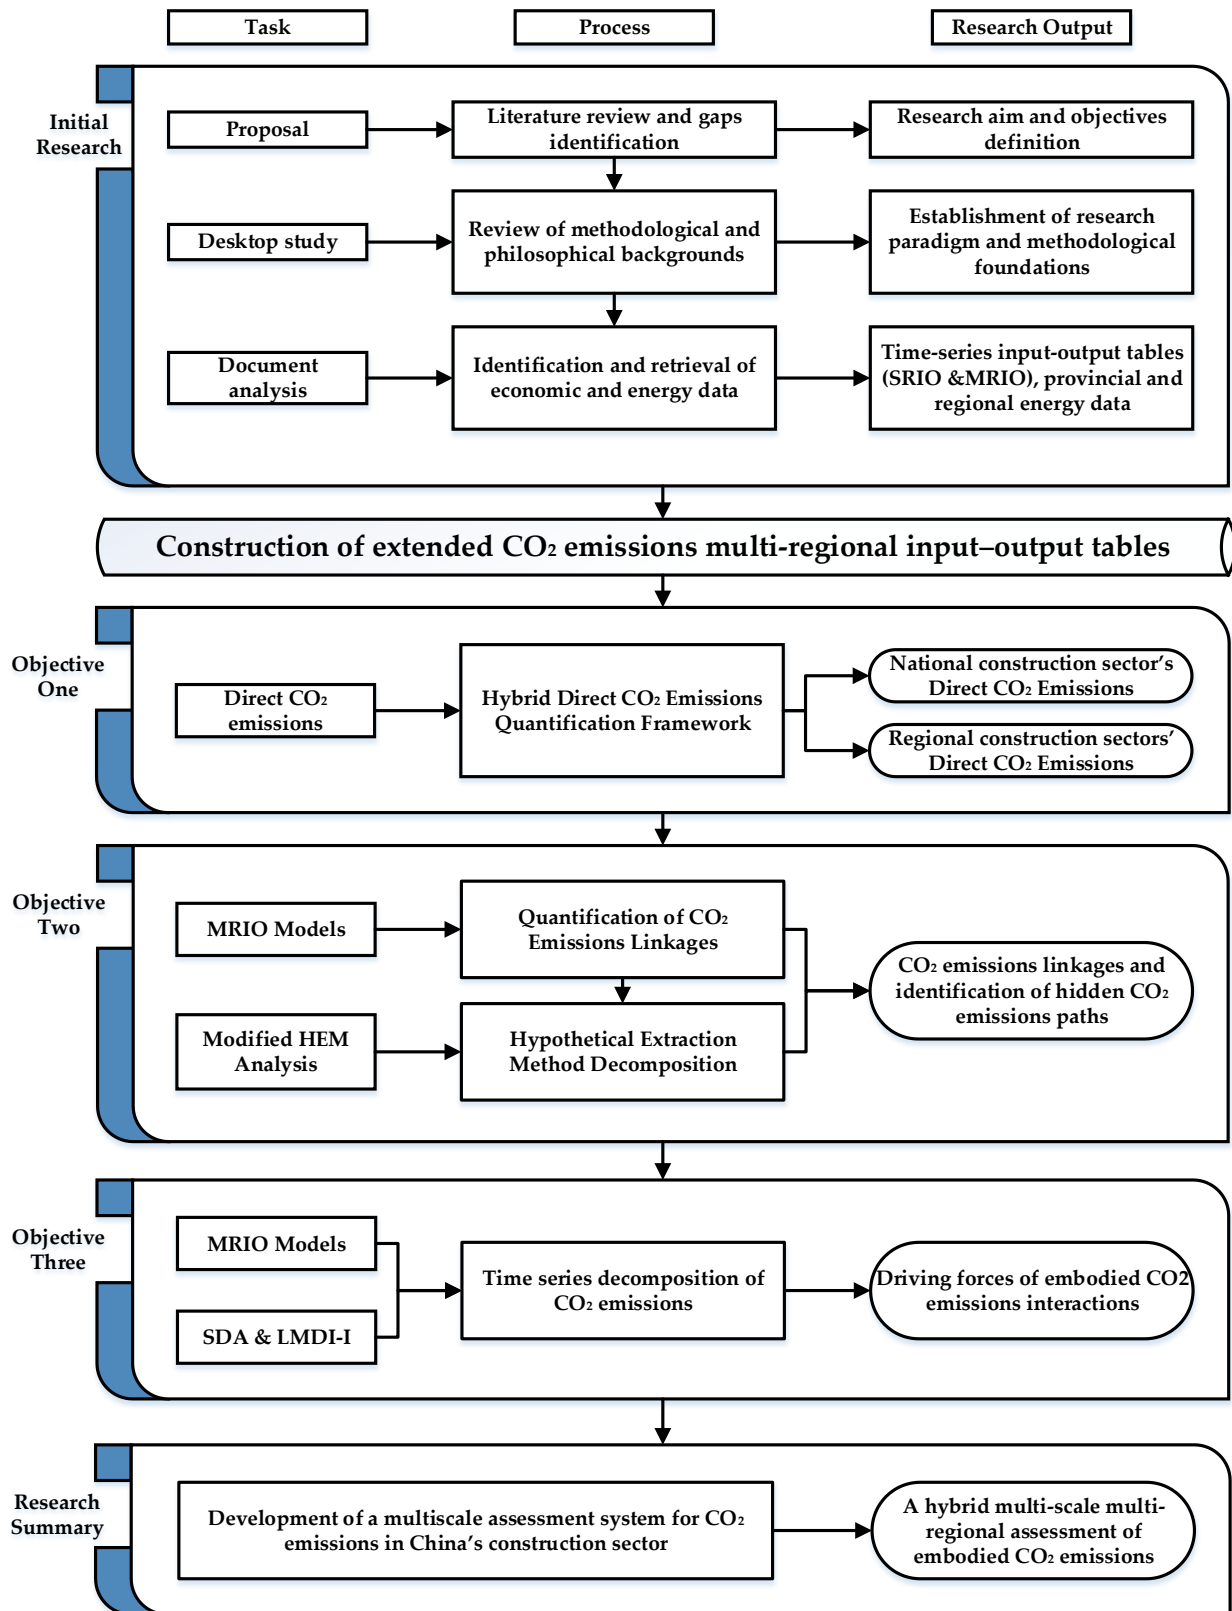 Task
Process
Research Output
Initial
Research
Proposal
Literature review and gaps
identification
Research aim and objectives
definition
Desktop study
Review of methodological and
philosophical backgrounds
Establishment of research
paradigm and methodological
foundations
Document
analysis
Identification and retrieval of
economic and energy data
Time-series input-output tables
(SRIO &MRIO), provincial and
regional energy data
Construction of extended CO₂ emissions multi-regional input–output tables
Objective
One
Direct CO₂
emissions
Hybrid Direct CO₂ Emissions
Quantification Framework
National construction sector's
Direct CO₂ Emissions
Regional construction sectors'
Direct CO₂ Emissions
Objective
Two
MRIO Models
Quantification of CO₂
Emissions Linkages
Modified HEM
Analysis
Hypothetical Extraction
Method Decomposition
CO₂ emissions linkages and
identification of hidden CO₂
emissions paths
Objective
Three
MRIO Models
SDA & LMDI-I
Time series decomposition of
CO₂ emissions
Driving forces of embodied CO2
emissions interactions
Research
Summary
Development of a multiscale assessment system for CO₂
emissions in China's construction sector
A hybrid multi-scale multi-
regional assessment of
embodied CO₂ emissions